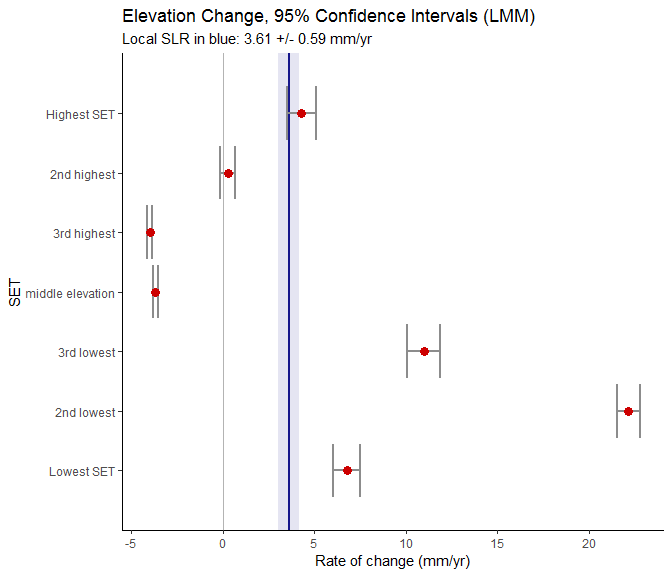 Elevation Change, 95% Confidence Intervals (LMM)
Local SLR in blue: 3.61 +/- 0.59 mm/yr
Highest SET
2nd highest
3rd highest
middle elevation
3rd lowest
2nd lowest
Lowest SET
SET
-5 0 5 10 15 20
Rate of change (mm/yr)